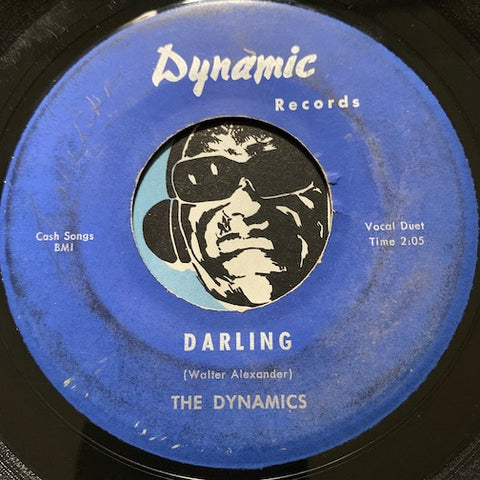 Dynamic
Records
Cash Songs
BMI
Vocal Duet
Time 2:05
DARLING
(Walter Alexander)
THE DYNAMICS